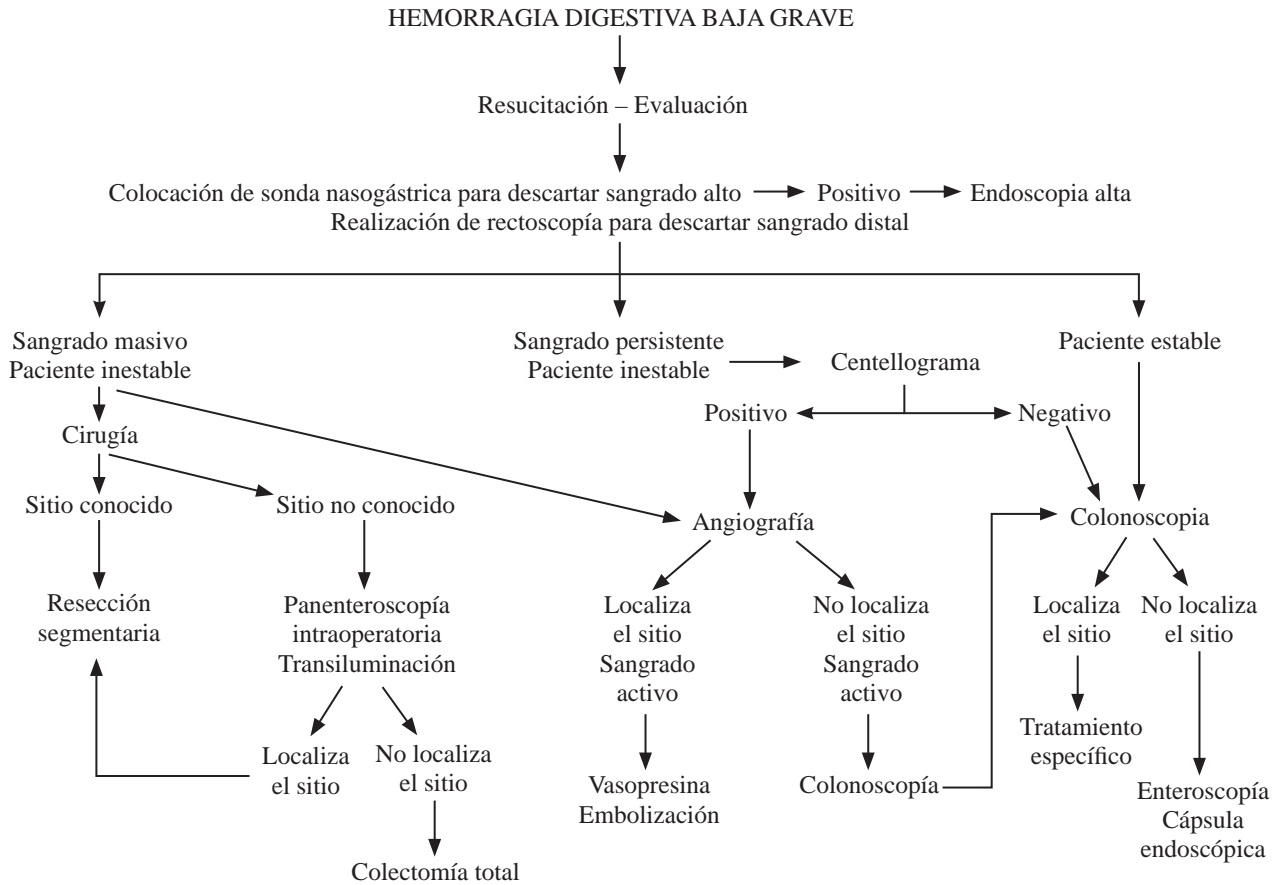 HEMORRAGIA DIGESTIVA BAJA GRAVE
Resucitación – Evaluación
Colocación de sonda nasogástrica para descartar sangrado alto
Positivo
Endoscopia alta
Realización de rectoscopía para descartar sangrado distal
Sangrado masivo
Paciente inestable
Sangrado persistente
Paciente inestable
Centellograma
Paciente estable
Positivo
Negativo
Cirugía
Sitio conocido
Sitio no conocido
Angiografía
Colonoscopia
Resección
segmentaria
Panenteroscopía
intraoperatoria
Transiluminación
Localiza
el sitio
Sangrado
activo
No localiza
el sitio
Sangrado
activo
Localiza
el sitio
No localiza
el sitio
Localiza
el sitio
No localiza
el sitio
Vasopresina
Embolización
Colonoscopía
Tratamiento
específico
Enteroscopía
Cápsula
endoscópica
Colectomía total